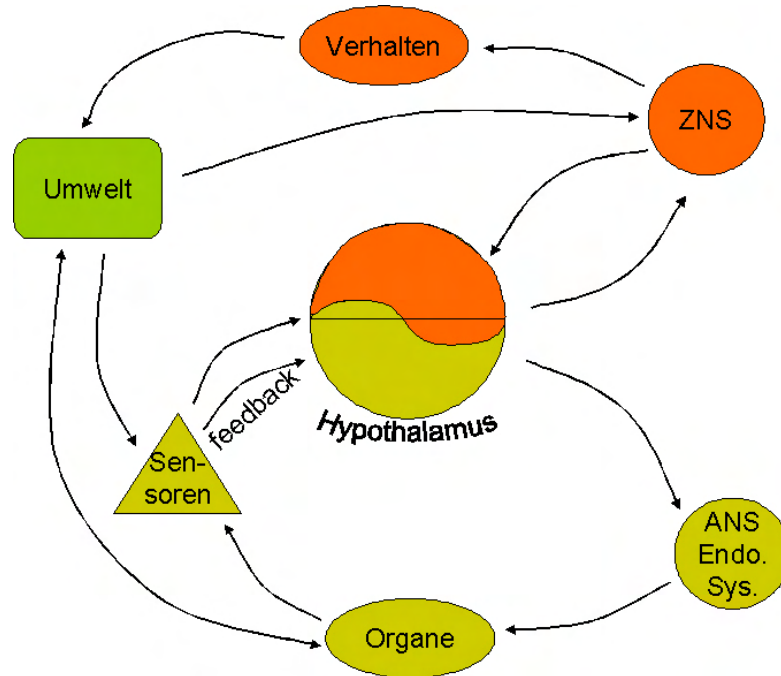 Verhalten
ZNS
Umwelt
feedback
Hypothalamus
Sen-
soren
ANS
Endo.
Sys.
Organe